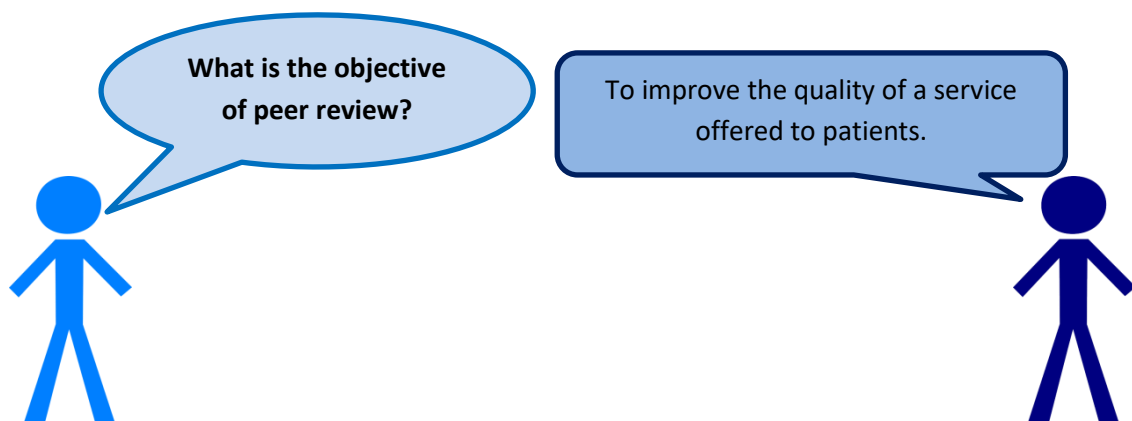 What is the objective
of peer review?
To improve the quality of a service
offered to patients.